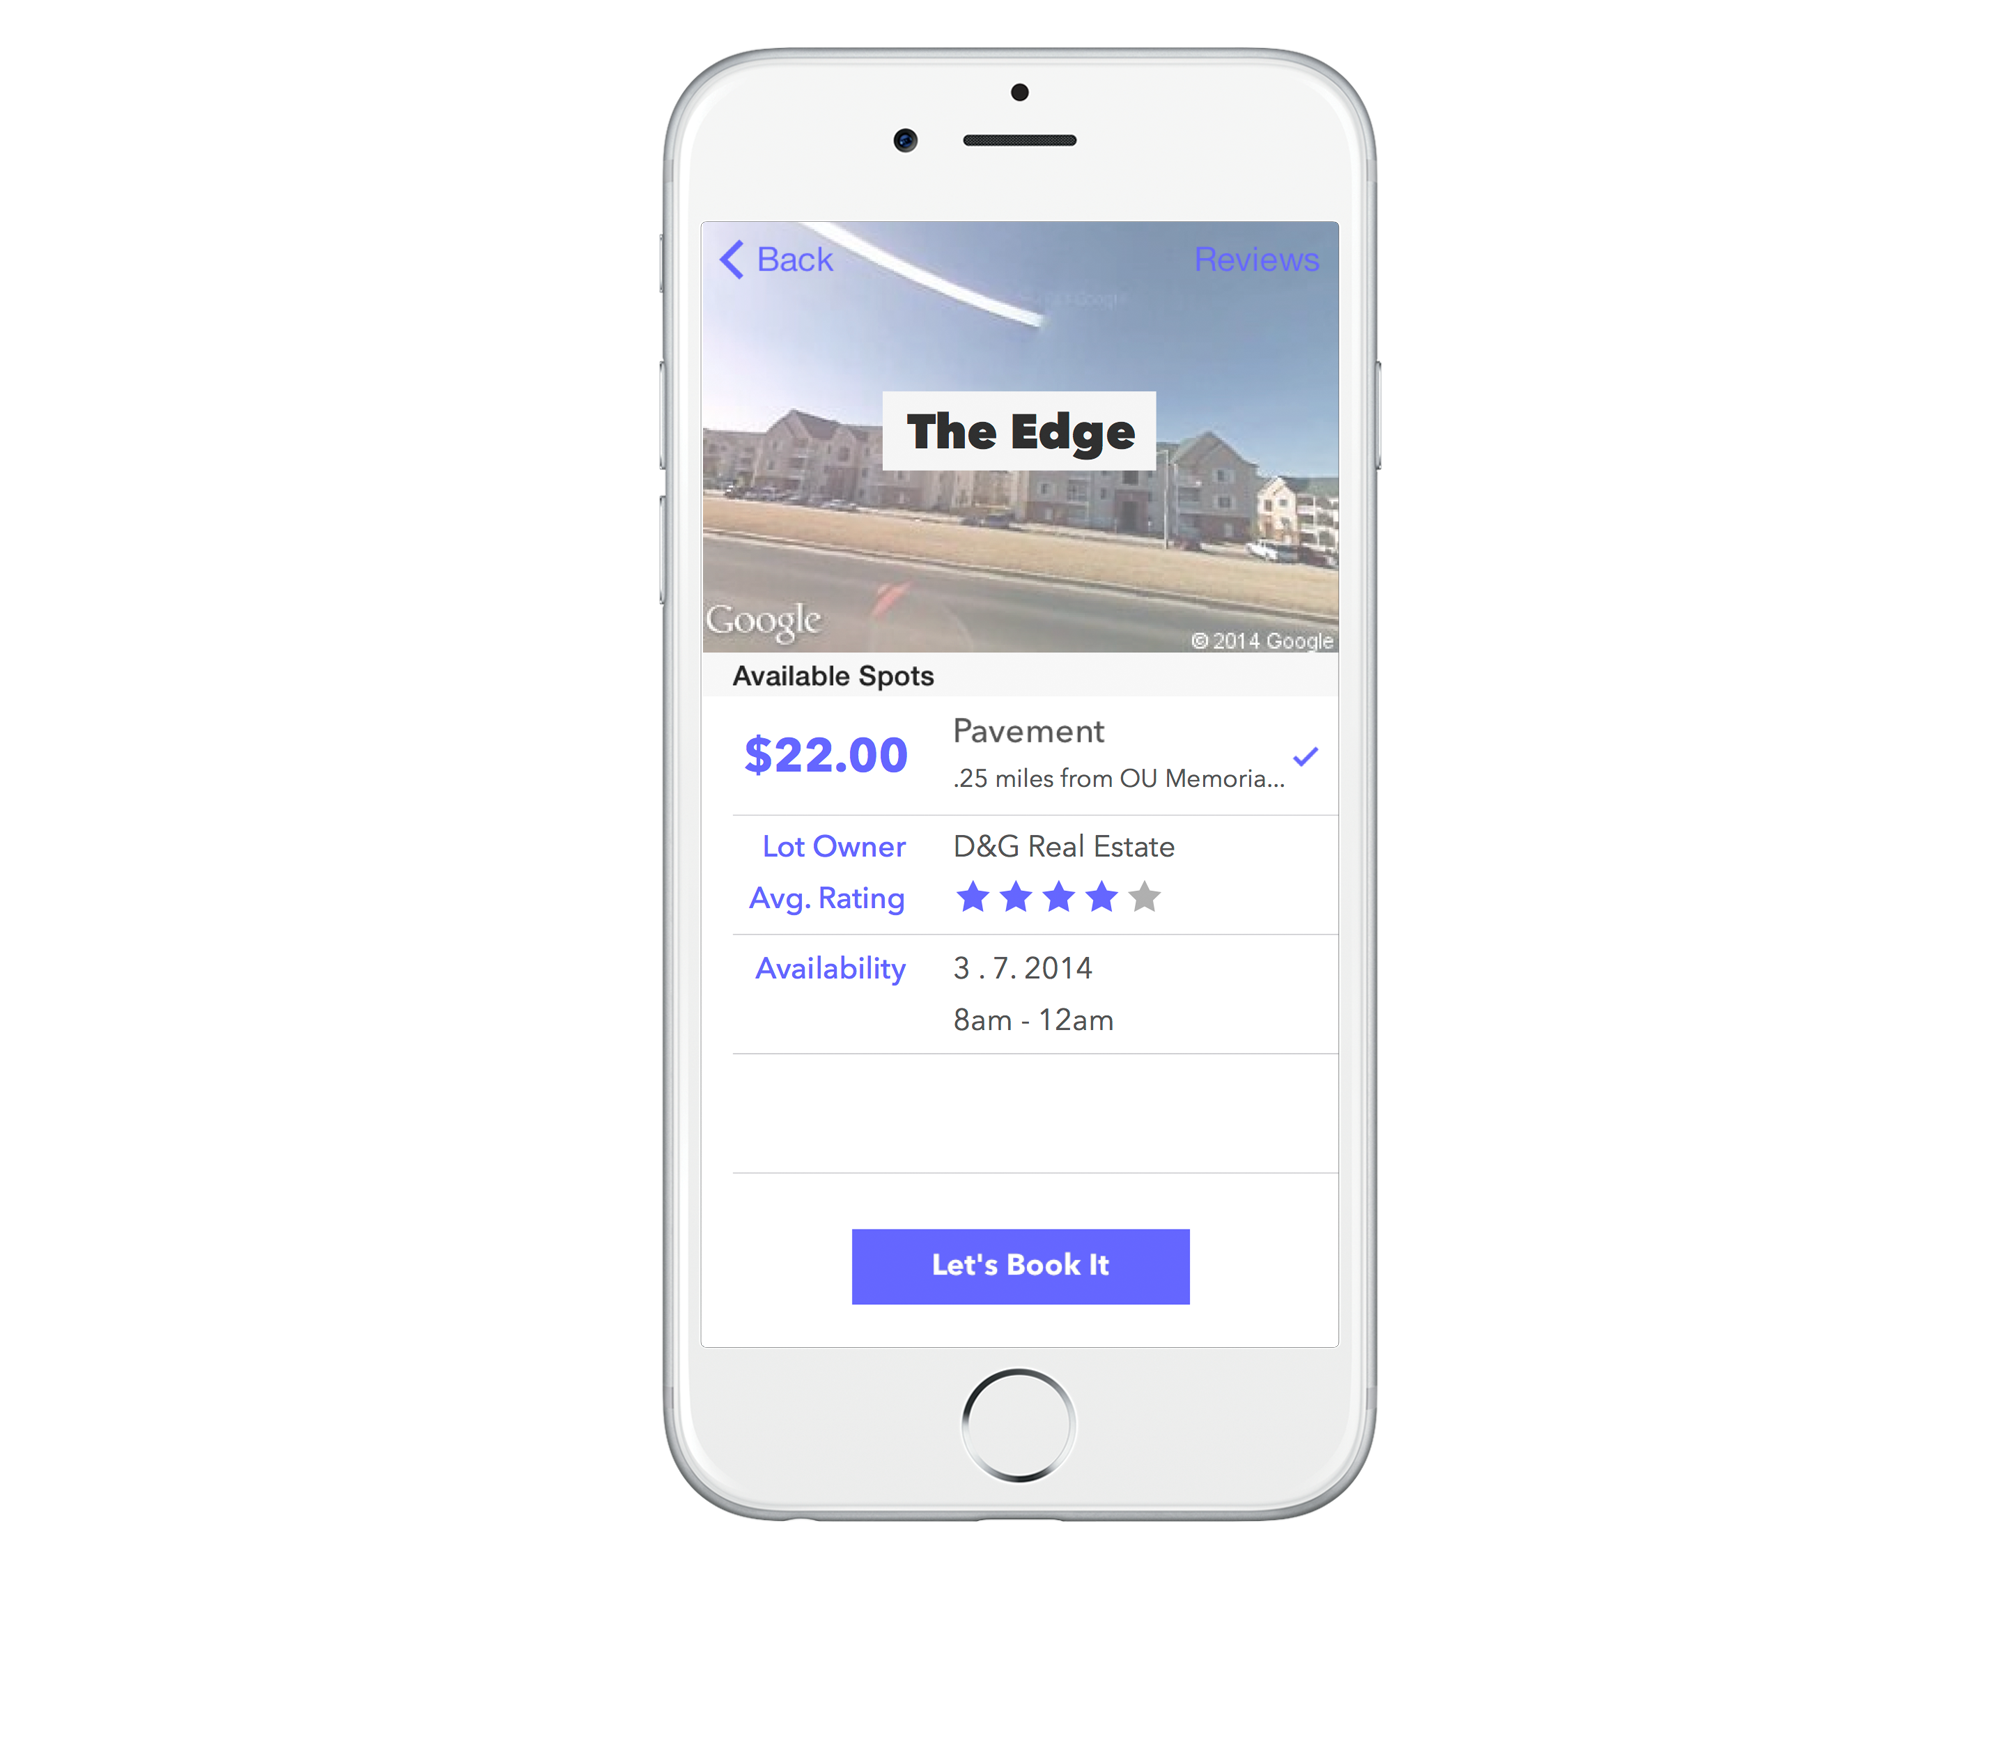 Back
Reviews
The Edge
Google
© 2014 Google
Available Spots
$22.00
Pavement
.25 miles from OU Memoria...
Lot Owner
D&G Real Estate
Avg. Rating
Availability
3 . 7. 2014
8am - 12am
Let's Book It